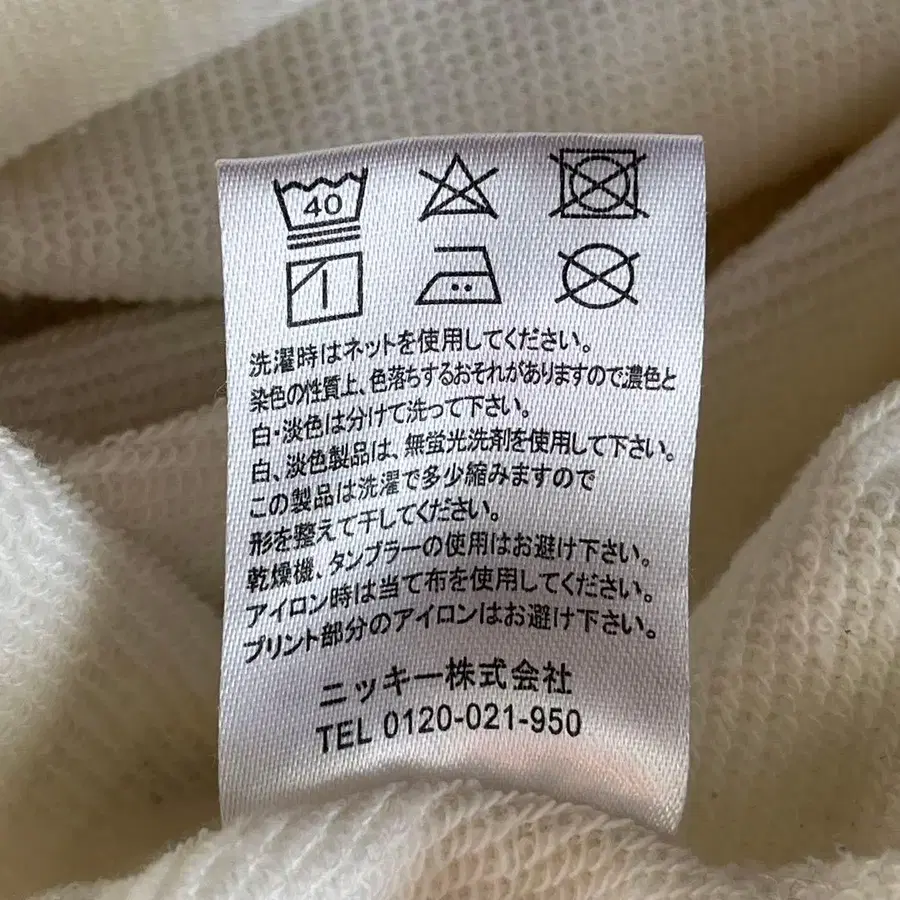 40
洗濯時はネットを使用してください。
染色の性質上、色落ちするおそれがありますので濃色と
白・淡色は分けて洗って下さい。
白、淡色製品は、無蛍光洗剤を使用して下さい。
この製品は洗濯で多少縮みますので
形を整えて干してください。
乾燥機、タンブラーの使用はお避け下さい。
アイロン時は当て布を使用してください。
プリント部分のアイロンはお避け下さい。
ニッキー株式会社
TEL 0120-021-950